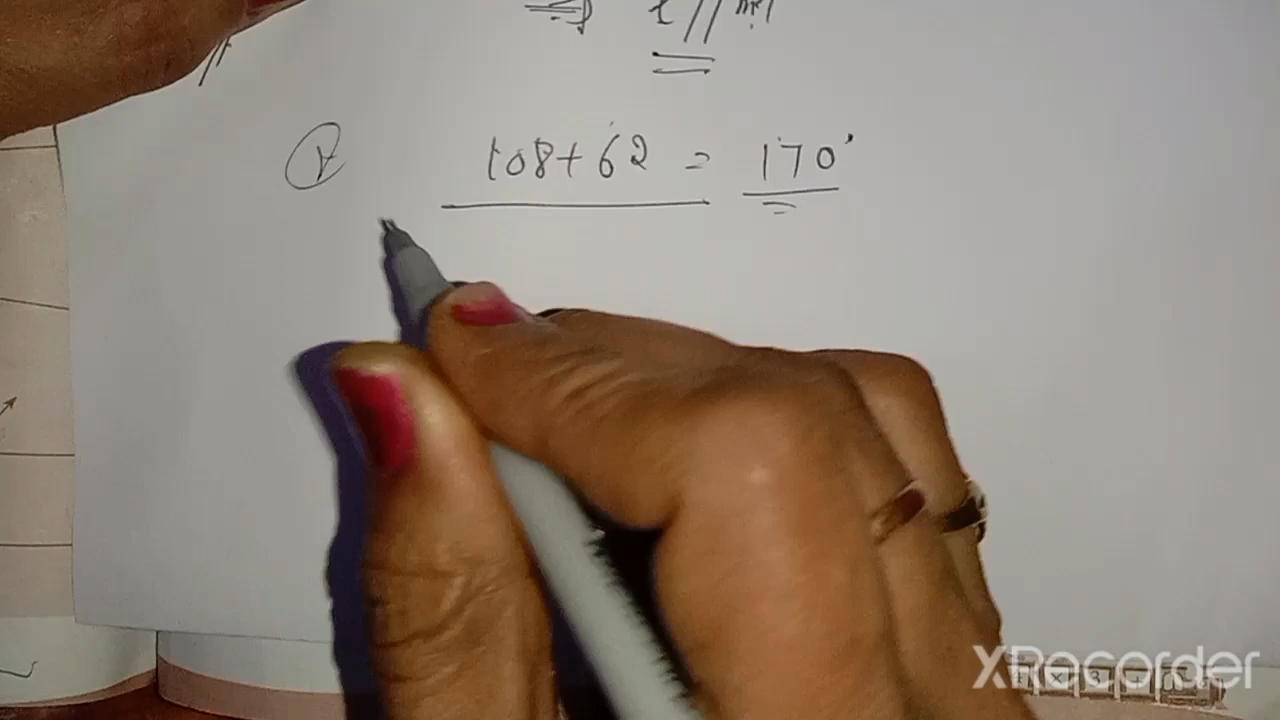 l // m
108 + 62 = 170°
XRecorder